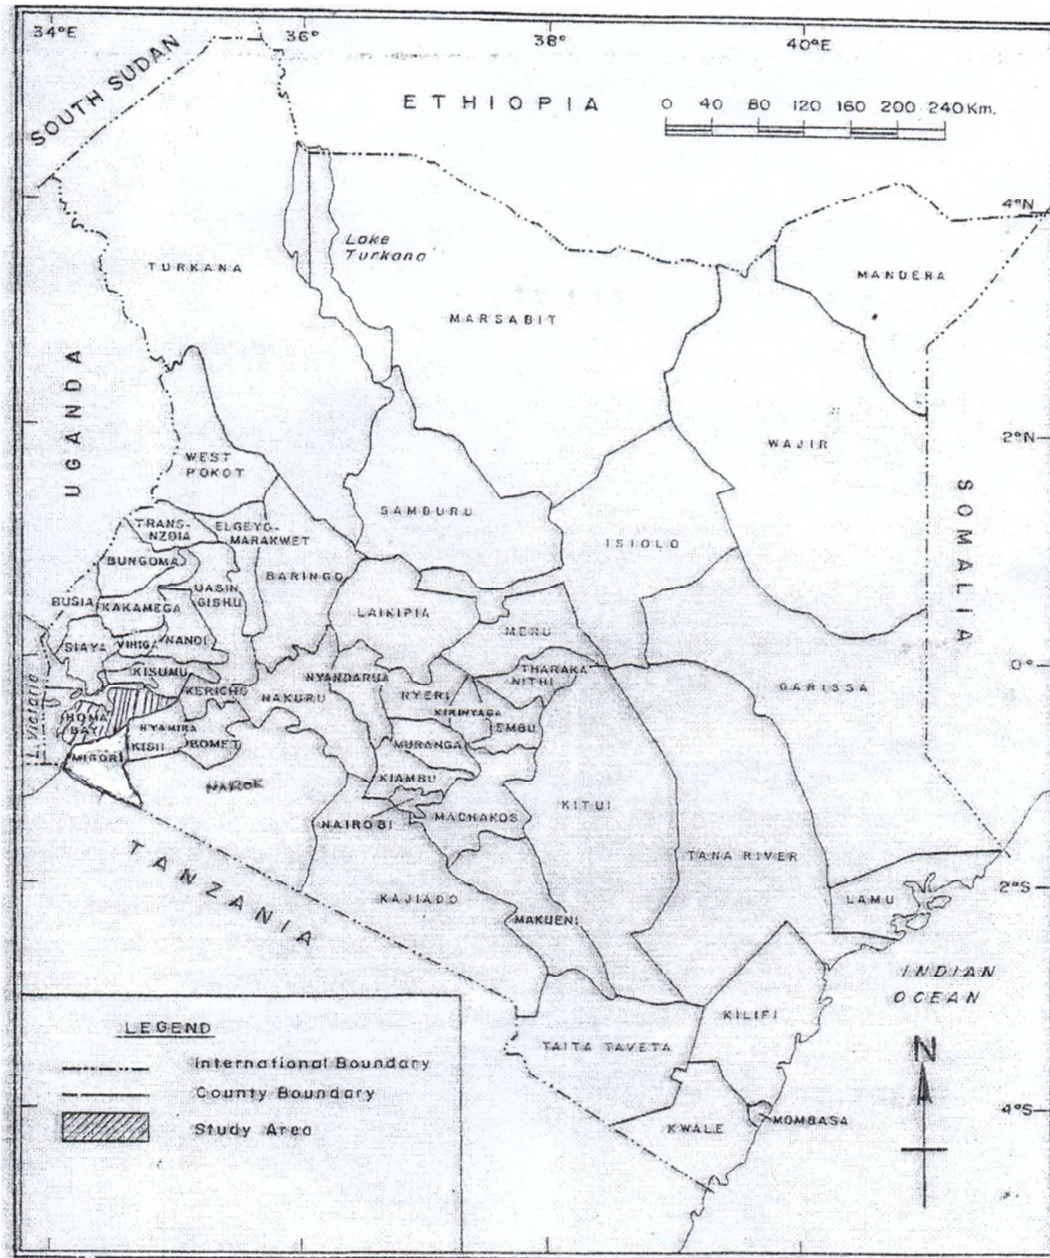 34°E
36°
38°
40°E
SOUTH SUDAN
ETHIOPIA
0 40 80 120 160 200 240 Km.
4°N
Lake
Turkana
TURKANA
MANDERA
MARSABIT
UGANDA
2°N
WAJIR
WEST
POKOT
SOMALIA
SAMBURU
TRANS-
NZOIA
ELGEYO-
MARAKWET
ISIOLO
BUNGOMA
BARINGO
UASIN
GISHU
BUSIA
KAKAMEGA
LAIKIPIA
MERU
SIAYA
VIHIGA
NANDI
0°
KISUMU
THARAKA
NITHI
NYANDARUA
GARISSA
KERICHO
NAKURU
NYERI
KIRINYAGA
L. Victoria
HOMA
BAY
NYAMIRA
EMBU
KISII
BOMET
MURANGA
MIGORI
KIAMBU
NAROK
KITUI
NAIROBI
MACHAKOS
TANZANIA
TANA RIVER
2°S
KAJIADO
LAMU
MAKUENI
INDIAN
OCEAN
KILIFI
TAITA TAVETA
N
4°S
KWALE
MOMBASA
LEGEND
International Boundary
County Boundary
Study Area